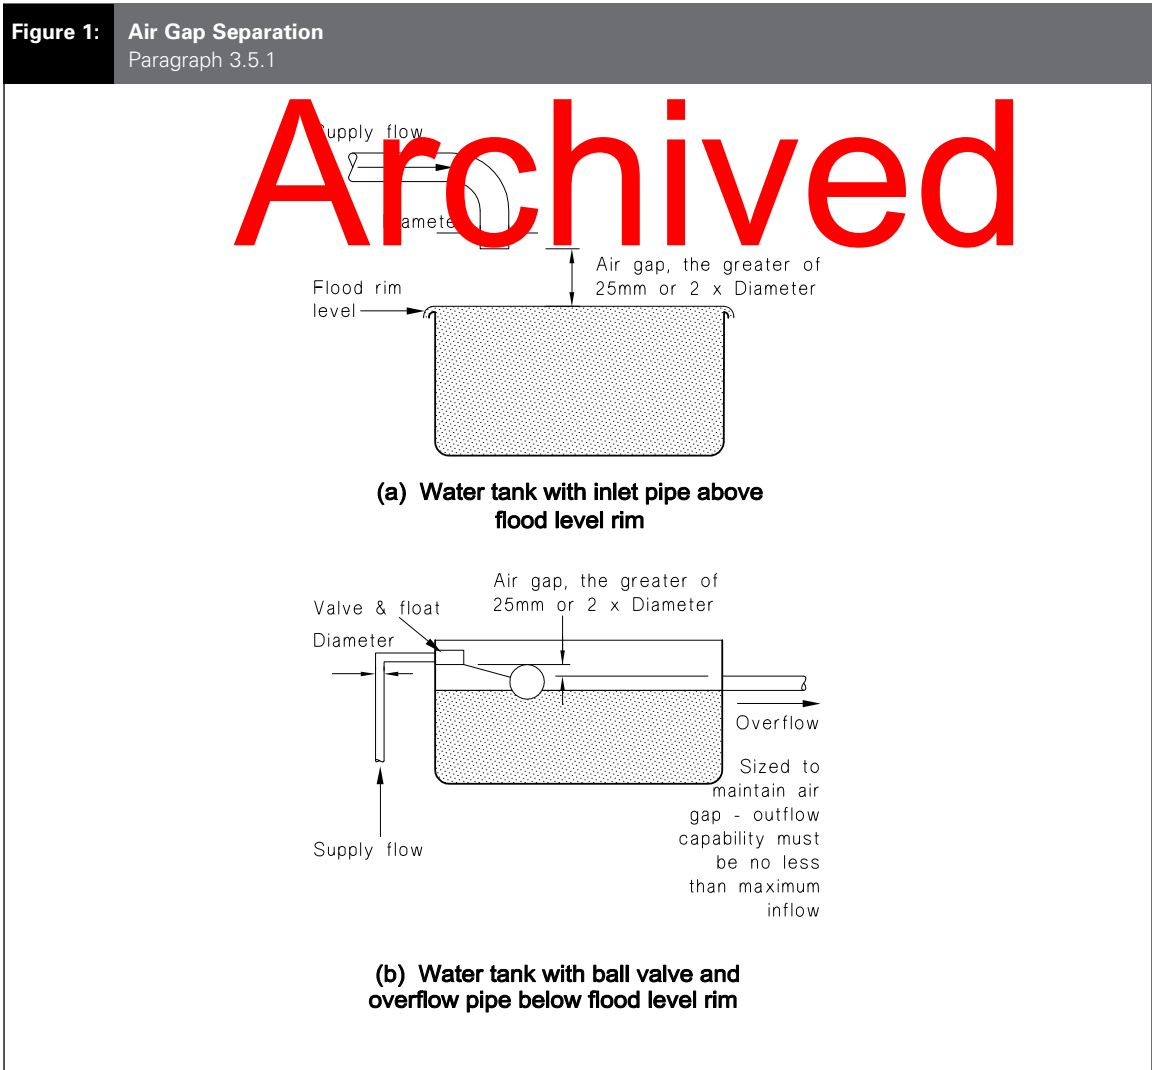 Figure 1:
Air Gap Separation
Paragraph 3.5.1
Archived
Supply flow
Diameter
Air gap, the greater of
25mm or 2 x Diameter
Flood rim
level
(a) Water tank with inlet pipe above
flood level rim
Air gap, the greater of
25mm or 2 x Diameter
Valve & float
Diameter
Overflow
Sized to
maintain air
gap - outflow
capability must
be no less
than maximum
inflow
Supply flow
(b) Water tank with ball valve and
overflow pipe below flood level rim